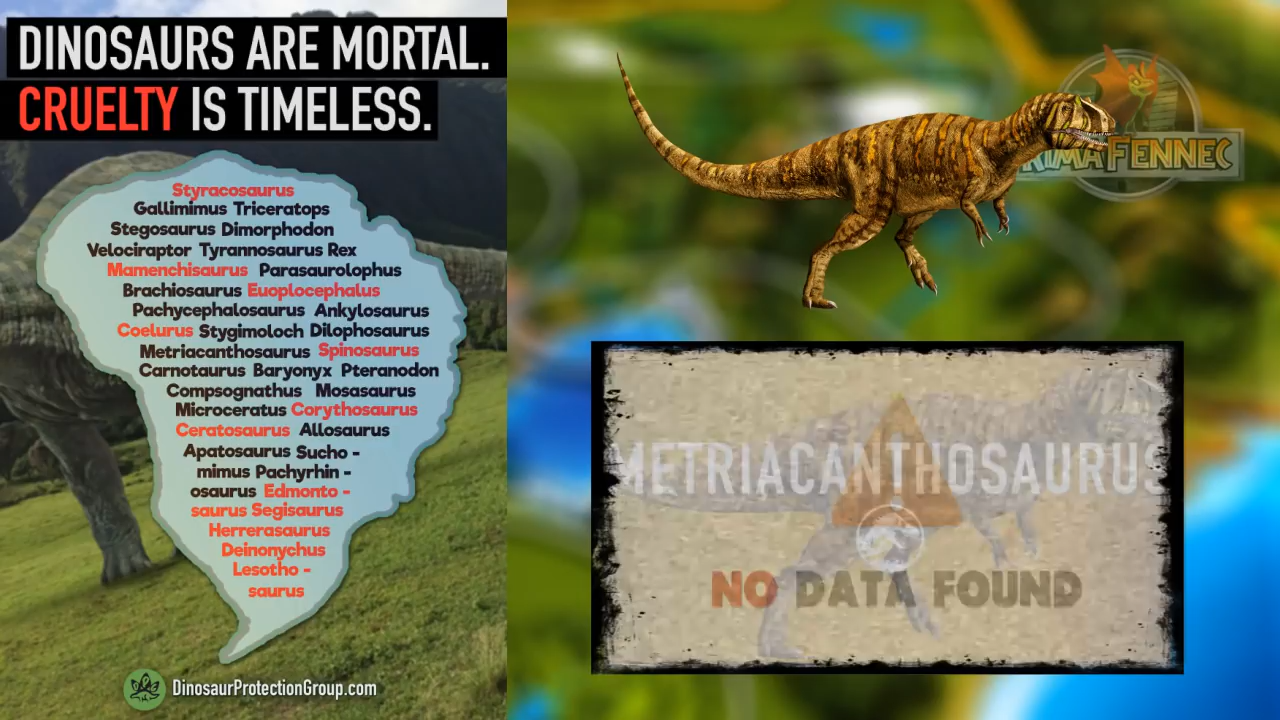 DINOSAURS ARE MORTAL.
CRUELTY IS TIMELESS.
Styracosaurus
Gallimimus Triceratops
Stegosaurus Dimorphodon
Velociraptor Tyrannosaurus Rex
Mamenchisaurus Parasaurolophus
Brachiosaurus Euoplocephalus
Pachycephalosaurus Ankylosaurus
Coelurus Stygimoloch Dilophosaurus
Metriacanthosaurus Spinosaurus
Carnotaurus Baryonyx Pteranodon
Compsognathus Mosasaurus
Microceratus Corythosaurus
Ceratosaurus Allosaurus
Apatosaurus Sucho -
mimus Pachyrhin -
osaurus Edmonto -
saurus Segisaurus
Herrerasaurus
Deinonychus
Lesotho -
saurus
DinosaurProtectionGroup.com
FENNEC
METRIACANTHOSAURUS
NO DATA FOUND